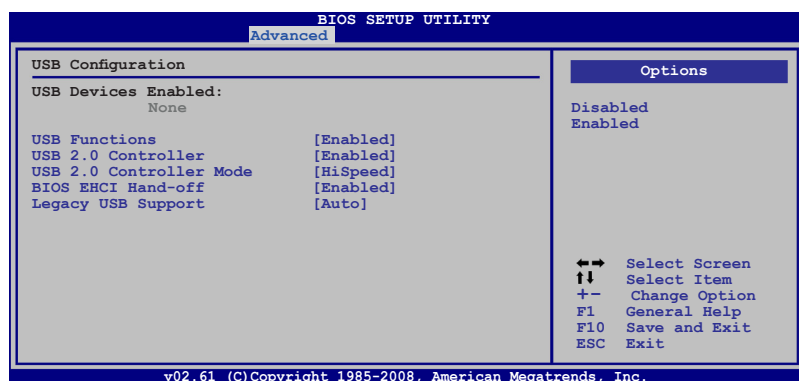 BIOS SETUP UTILITY
Advanced
USB Configuration
USB Devices Enabled:
None
USB Functions [Enabled]
USB 2.0 Controller [Enabled]
USB 2.0 Controller Mode [HiSpeed]
BIOS EHCI Hand-off [Enabled]
Legacy USB Support [Auto]
Options
Disabled
Enabled
←→ Select Screen
↑↓ Select Item
+- Change Option
F1 General Help
F10 Save and Exit
ESC Exit
v02.61 (C)Copyright 1985-2008, American Megatrends, Inc.